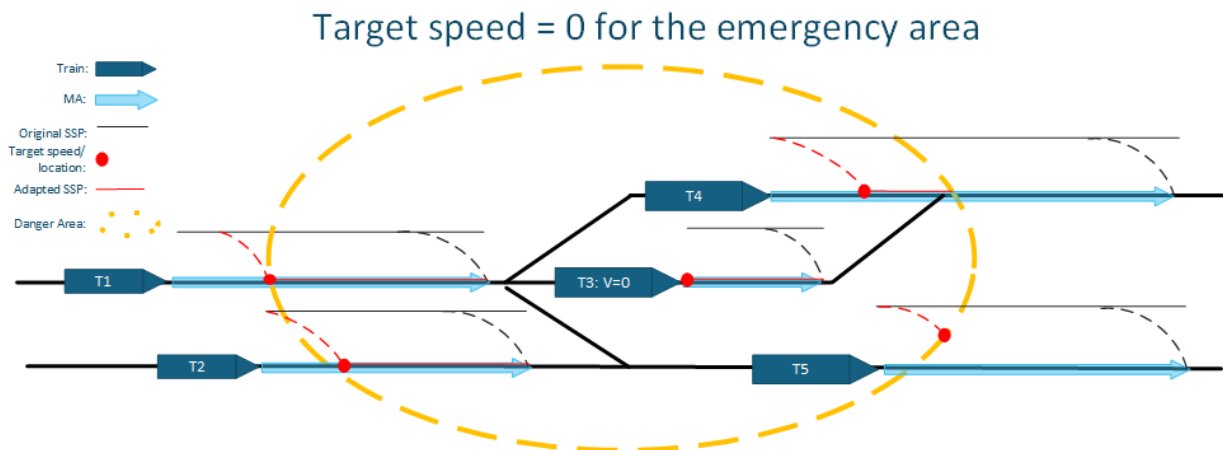 Target speed = 0 for the emergency area
Train:
MA:
Original SSP:
Target speed/
location:
Adapted SSP:
Danger Area:
T4
T1
T3: V=0
T2
T5